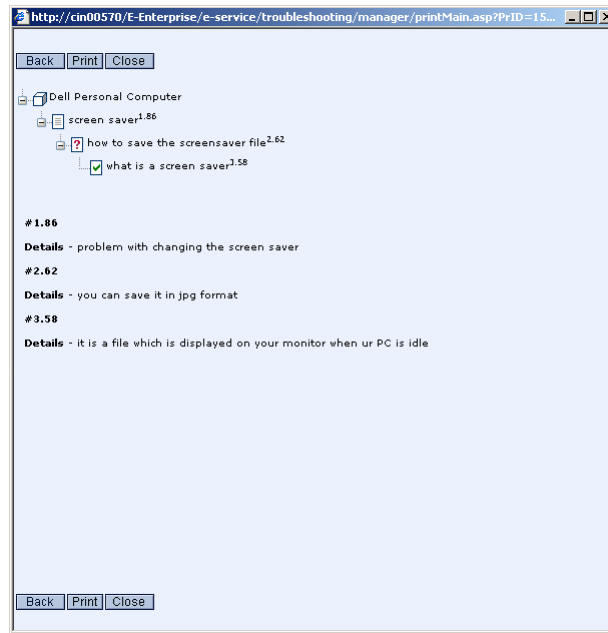 http://cin00570/E-Enterprise/e-service/troubleshooting/manager/printMain.asp?PrID=15...
Back Print Close
Dell Personal Computer
screen saver1.86
how to save the screensaver file2.62
what is a screen saver3.58
#1.86
Details - problem with changing the screen saver
#2.62
Details - you can save it in jpg format
#3.58
Details - it is a file which is displayed on your monitor when ur PC is idle
Back Print Close